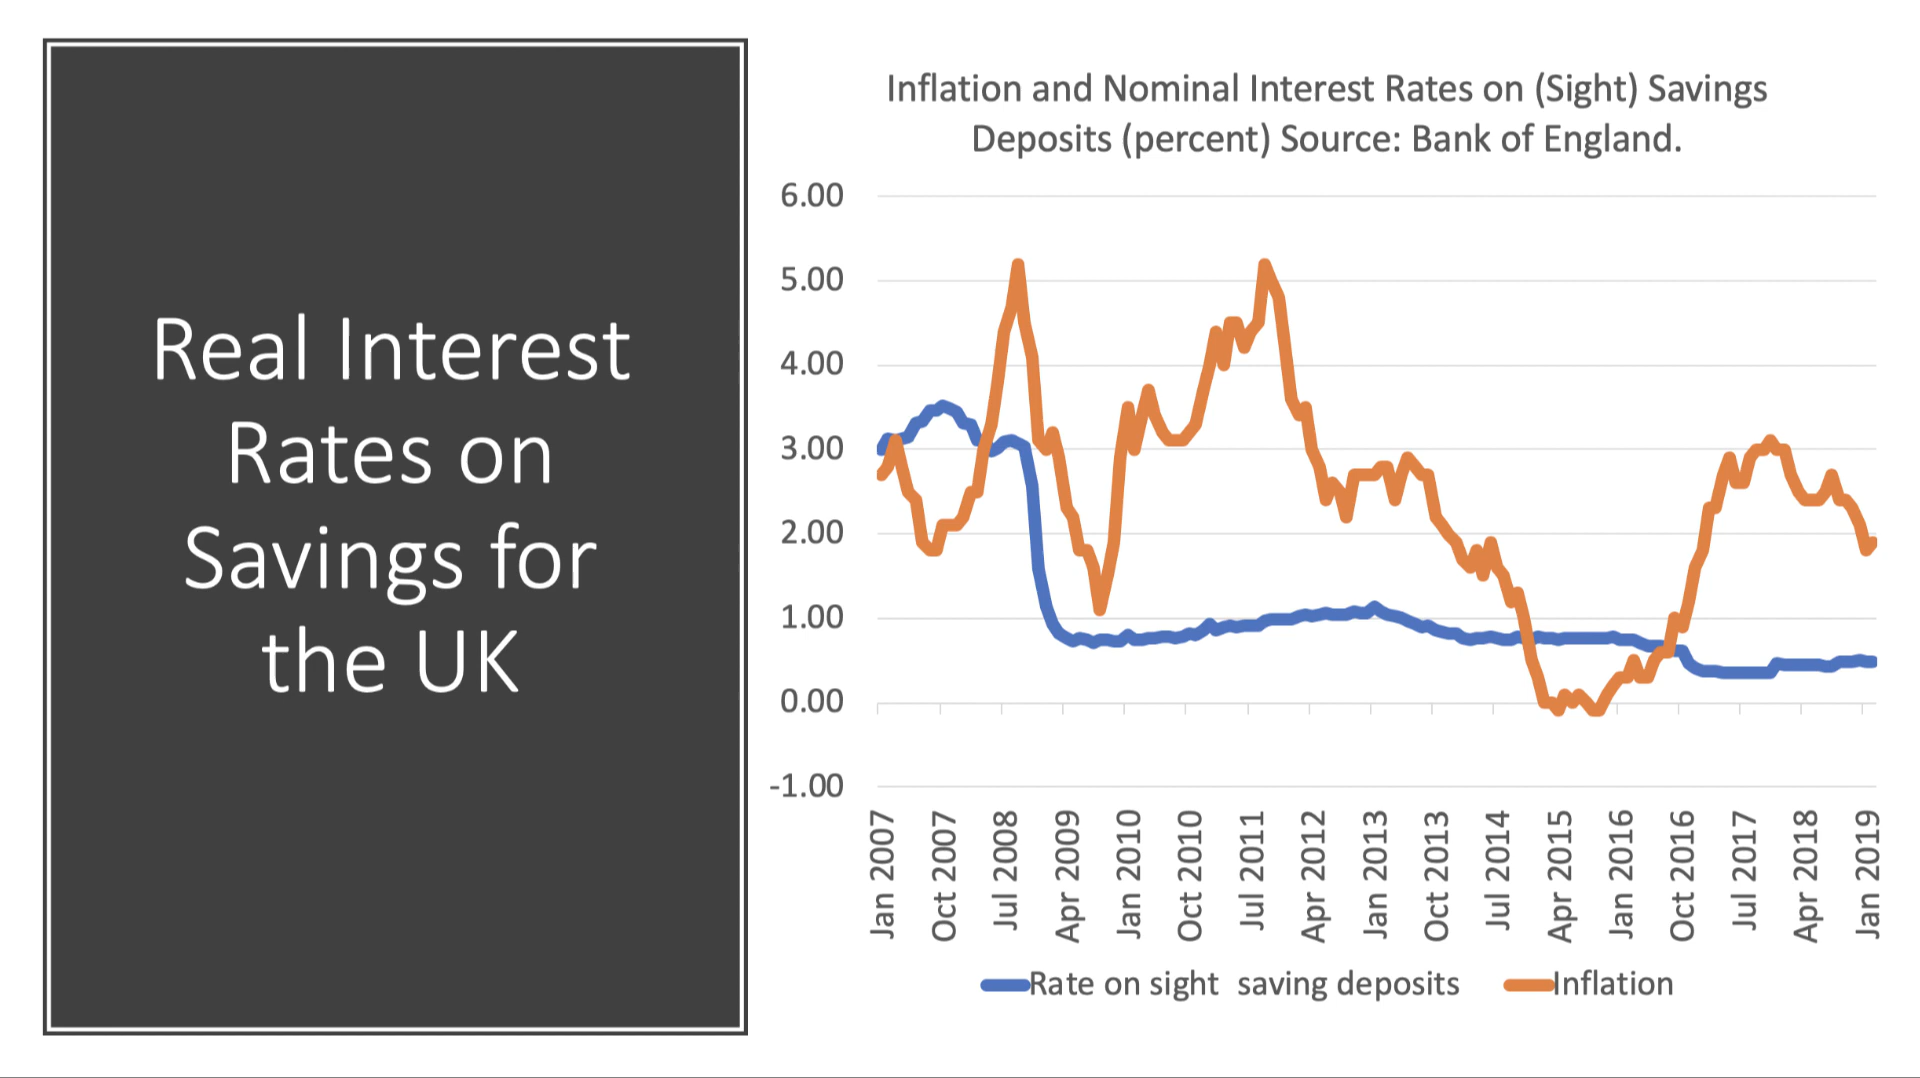 Real Interest
Rates on
Savings for
the UK
Inflation and Nominal Interest Rates on (Sight) Savings
Deposits (percent) Source: Bank of England.
6.00
5.00
4.00
3.00
2.00
1.00
0.00
-1.00
Jan 2007
Oct 2007
Jul 2008
Apr 2009
Jan 2010
Oct 2010
Jul 2011
Apr 2012
Jan 2013
Oct 2013
Jul 2014
Apr 2015
Jan 2016
Oct 2016
Jul 2017
Apr 2018
Jan 2019
Rate on sight  saving deposits
Inflation